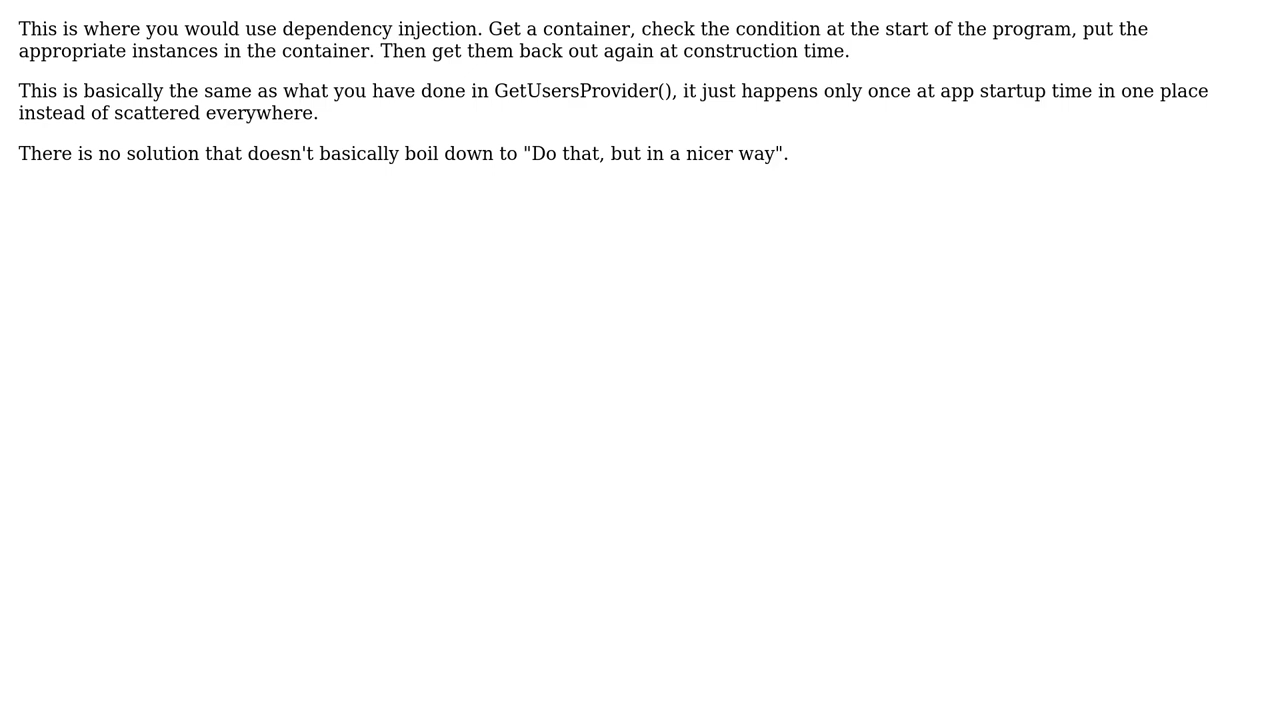 This is where you would use dependency injection. Get a container, check the condition at the start of the program, put the
appropriate instances in the container. Then get them back out again at construction time.
This is basically the same as what you have done in GetUsersProvider(), it just happens only once at app startup time in one place
instead of scattered everywhere.
There is no solution that doesn't basically boil down to "Do that, but in a nicer way".